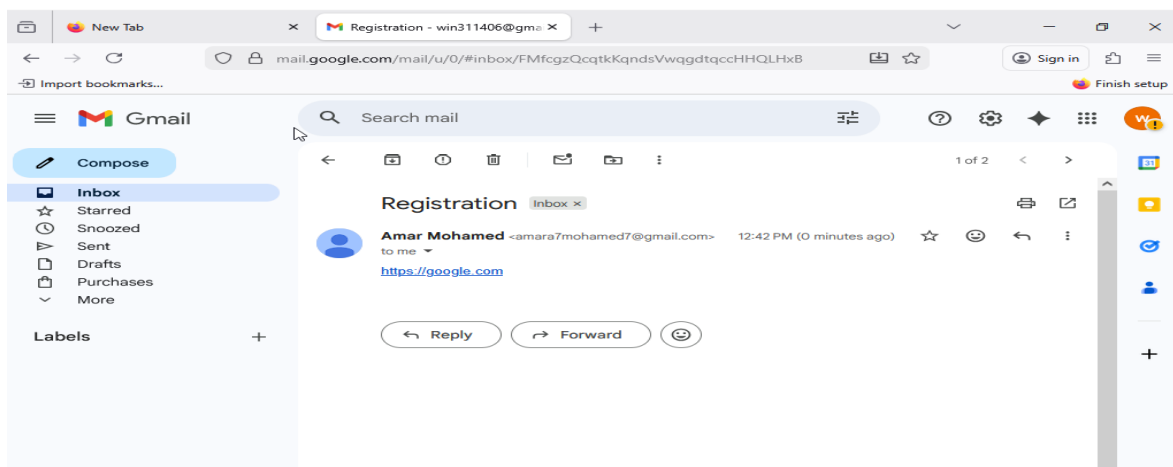 New Tab
Registration - win311406@gma
mail.google.com/mail/u/0/#inbox/FMfcgzQcqtkKqndsVwqgdtqccHHQLHxB
Sign in
Import bookmarks...
Finish setup
Gmail
Search mail
W
Compose
1 of 2
31
Inbox
Starred
Snoozed
Sent
Drafts
Purchases
More
Labels
Registration Inbox ×
Amar Mohamed <amara7mohamed7@gmail.com> 12:42 PM (0 minutes ago)
to me
https://google.com
Reply
Forward